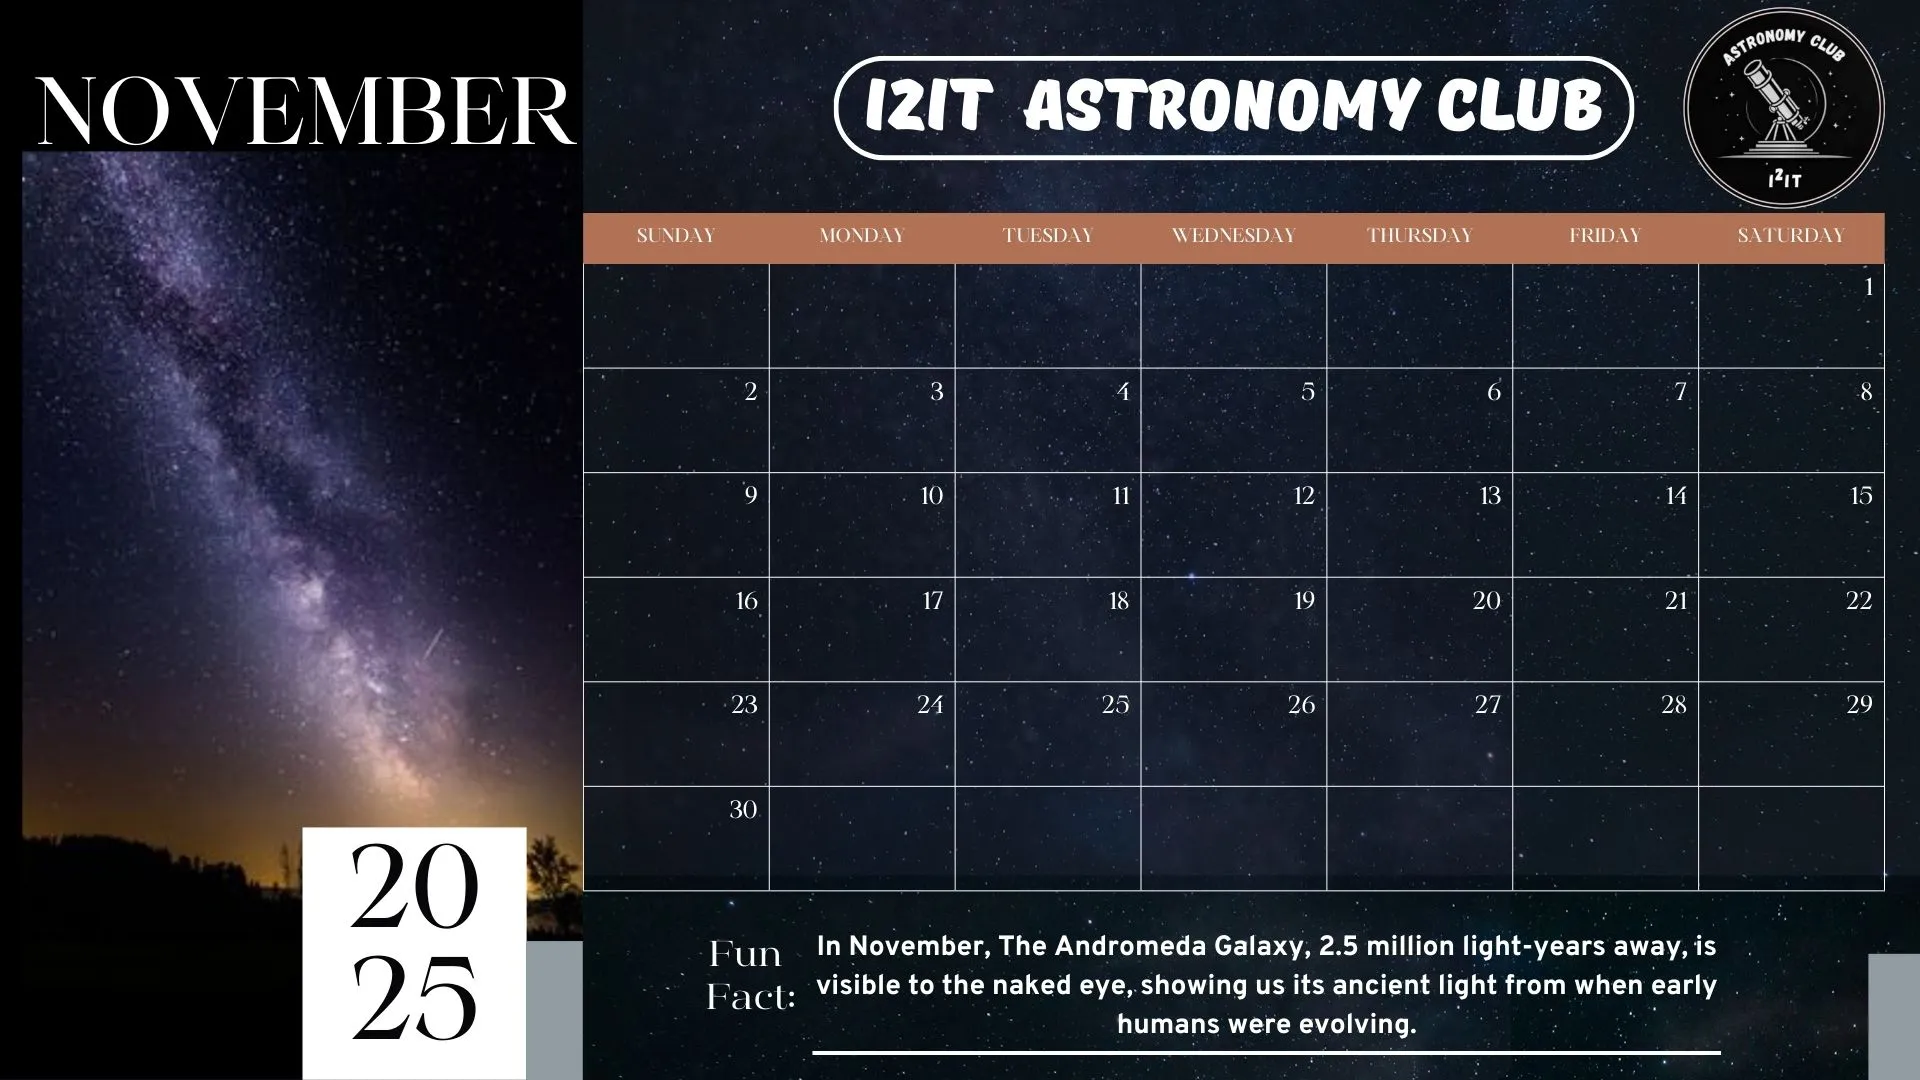 NOVEMBER
I2IT ASTRONOMY CLUB
ASTRONOMY CLUB
I²IT
SUNDAY MONDAY TUESDAY WEDNESDAY THURSDAY FRIDAY SATURDAY
1
2 3 4 5 6 7 8
9 10 11 12 13 14 15
16 17 18 19 20 21 22
23 24 25 26 27 28 29
30
20
25
Fun
Fact:
In November, The Andromeda Galaxy, 2.5 million light-years away, is
visible to the naked eye, showing us its ancient light from when early
humans were evolving.